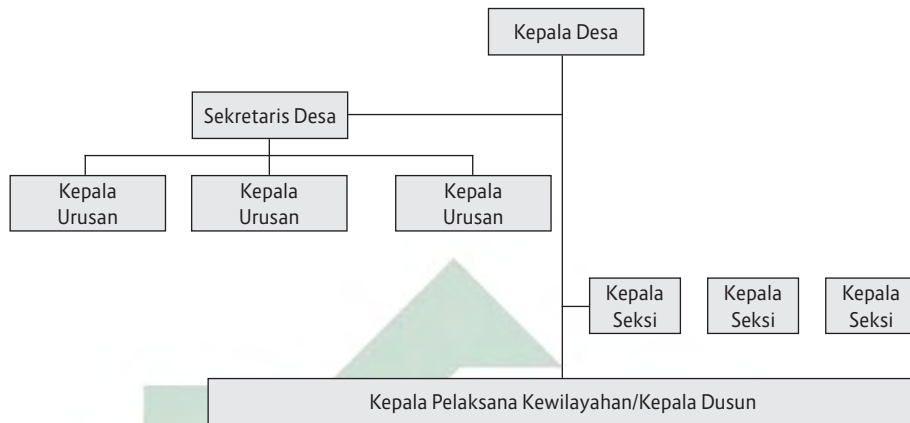 Kepala Desa
Sekretaris Desa
Kepala
Urusan
Kepala
Urusan
Kepala
Urusan
Kepala
Seksi
Kepala
Seksi
Kepala
Seksi
Kepala Pelaksana Kewilayahan/Kepala Dusun